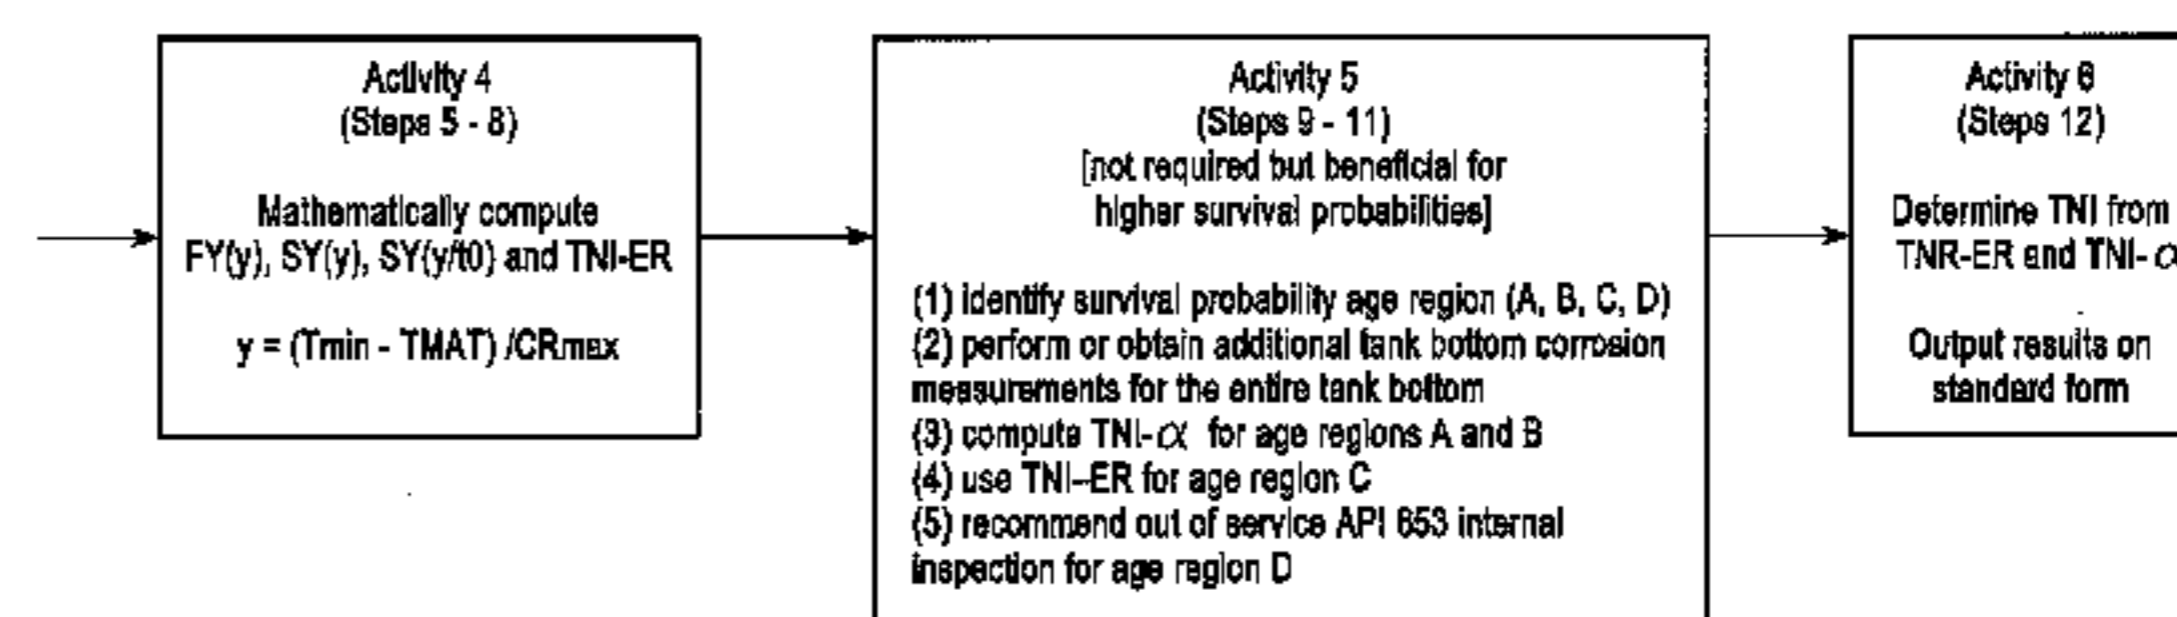 Activity 4
(Steps 5 - 8)
Mathematically compute
FY(y), SY(y), SY(y/t0) and TNI-ER
y = (Tmin - TMAT) /CRmax
Activity 5
(Steps 9 - 11)
[not required but beneficial for
higher survival probabilities]
(1) identify survival probability age region (A, B, C, D)
(2) perform or obtain additional tank bottom corrosion
measurements for the entire tank bottom
(3) compute TNI-α for age regions A and B
(4) use TNI--ER for age region C
(5) recommend out of service API 653 internal
inspection for age region D
Activity 6
(Steps 12)
Determine TNI from
TNR-ER and TNI-α
Output results on
standard form